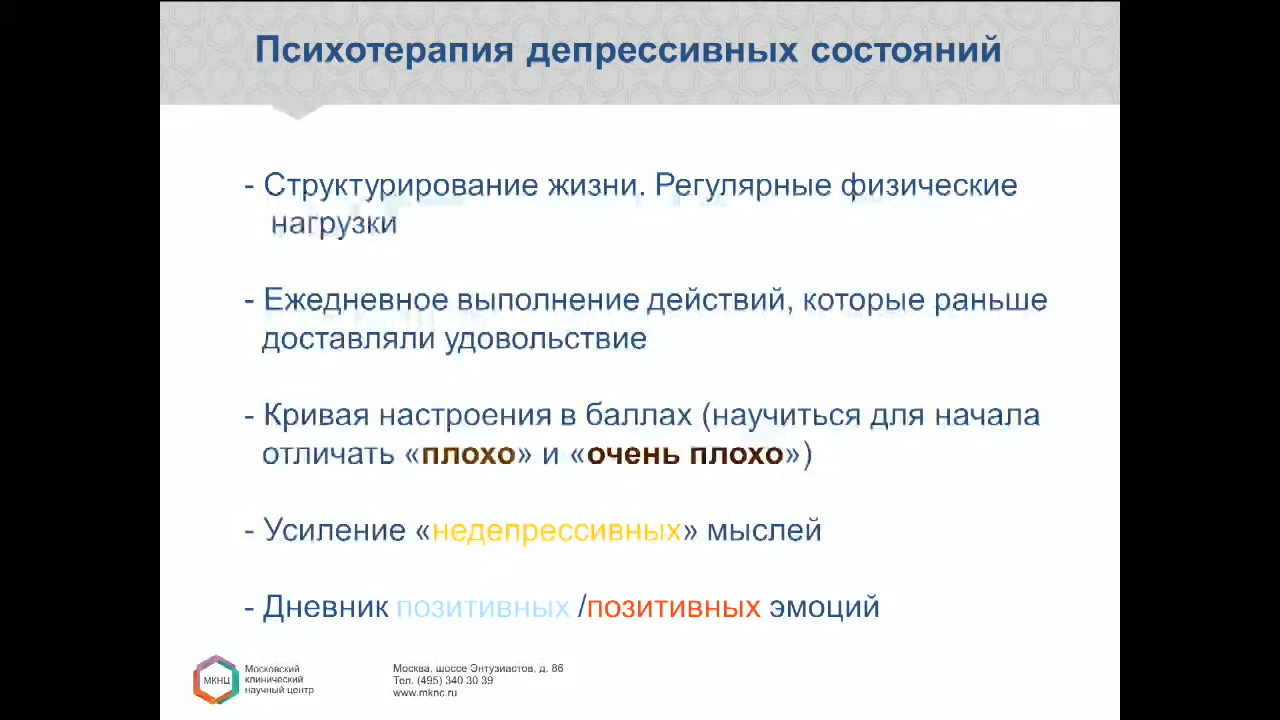 Психотерапия депрессивных состояний
- Структурирование жизни. Регулярные физические
нагрузки
- Ежедневное выполнение действий, которые раньше
доставляли удовольствие
- Кривая настроения в баллах (научиться для начала
отличать «плохо» и «очень плохо»)
- Усиление «недепрессивных» мыслей
- Дневник позитивных /позитивных эмоций
МКНЦ
Московский
клинический
научный центр
Москва, шоссе Энтузиастов, д. 86
Тел. (495) 340 30 39
www.mknc.ru